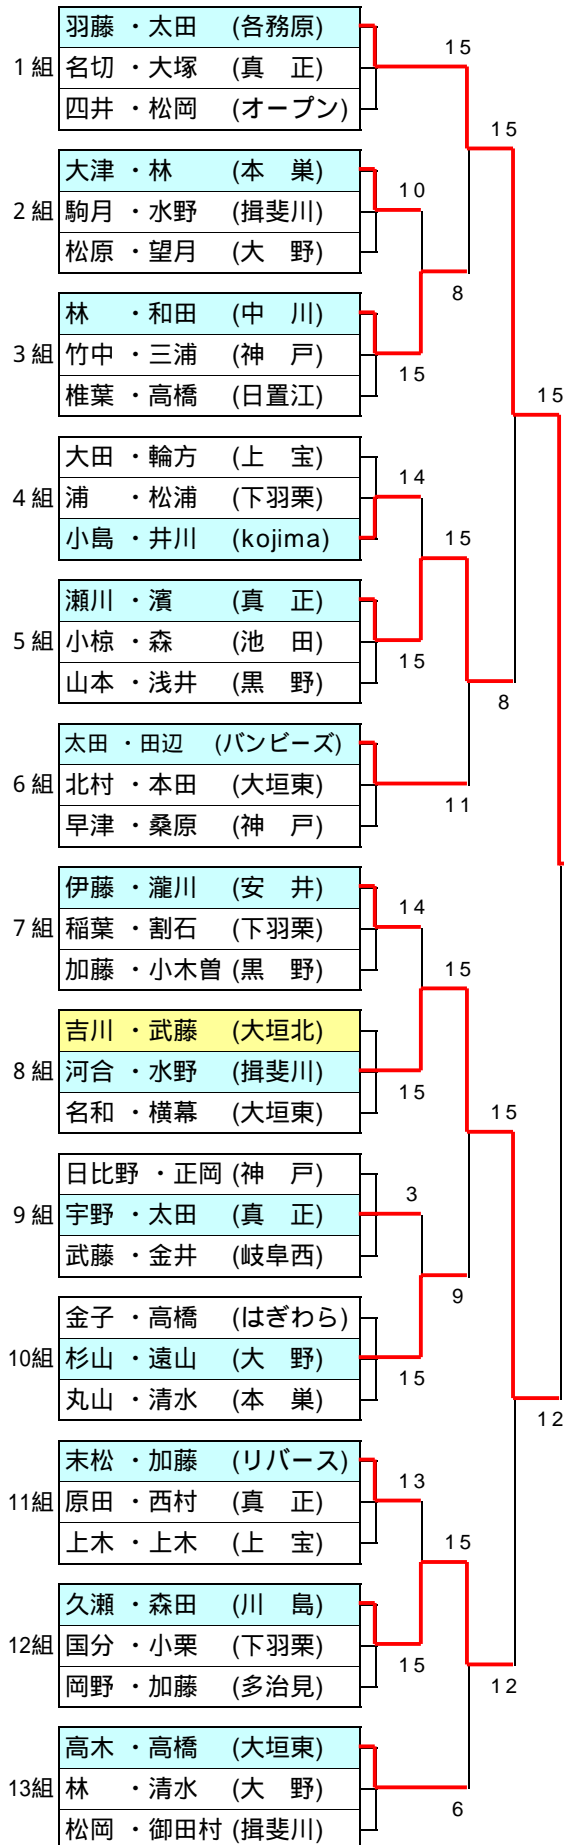 羽藤 ・太田 (各務原)
15
1組 名切 ・大塚 (真 正)
四井 ・松岡 (オープン)
15
大津 ・林 (本 巣)
10
2組 駒月 ・水野 (揖斐川)
松原 ・望月 (大 野)
8
林 ・和田 (中 川)
3組 竹中 ・三浦 (神 戸)
15
椎葉 ・高橋 (日置江)
15
大田 ・輪方 (上 宝)
14
4組 浦 ・松浦 (下羽栗)
小島 ・井川 (kojima)
15
瀬川 ・濱 (真 正)
5組 小椋 ・森 (池 田)
15
山本 ・浅井 (黒 野)
8
太田 ・田辺 (バンビーズ)
6組 北村 ・本田 (大垣東)
11
早津 ・桑原 (神 戸)
伊藤 ・瀧川 (安 井)
14
7組 稲葉 ・割石 (下羽栗)
加藤 ・小木曽 (黒 野)
15
吉川 ・武藤 (大垣北)
8組 河合 ・水野 (揖斐川)
15
名和 ・横幕 (大垣東)
15
日比野 ・正岡 (神 戸)
3
9組 宇野 ・太田 (真 正)
武藤 ・金井 (岐阜西)
9
金子 ・高橋 (はぎわら)
10組 杉山 ・遠山 (大 野)
15
丸山 ・清水 (本 巣)
12
末松 ・加藤 (リバース)
13
11組 原田 ・西村 (真 正)
上木 ・上木 (上 宝)
15
久瀬 ・森田 (川 島)
12組 国分 ・小栗 (下羽栗)
15
岡野 ・加藤 (多治見)
12
高木 ・高橋 (大垣東)
13組 林 ・清水 (大 野)
6
松岡 ・御田村 (揖斐川)